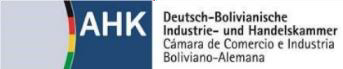 AHK
Deutsch-Bolivianische
Industrie- und Handelskammer
Cámara de Comercio e Industria
Boliviano-Alemana